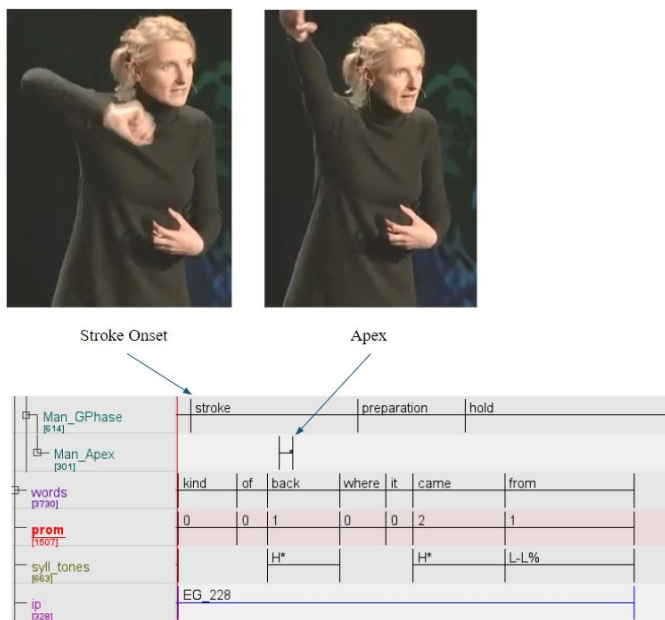 Stroke Onset Apex
Man_GPhase stroke preparation hold
[614]
Man_Apex
[301]
words kind of back where it came from
[3730]
prom 0 0 1 0 0 2 1
[1507]
syll_tones H* H* L-L%
[663]
ip EG_228
[328]